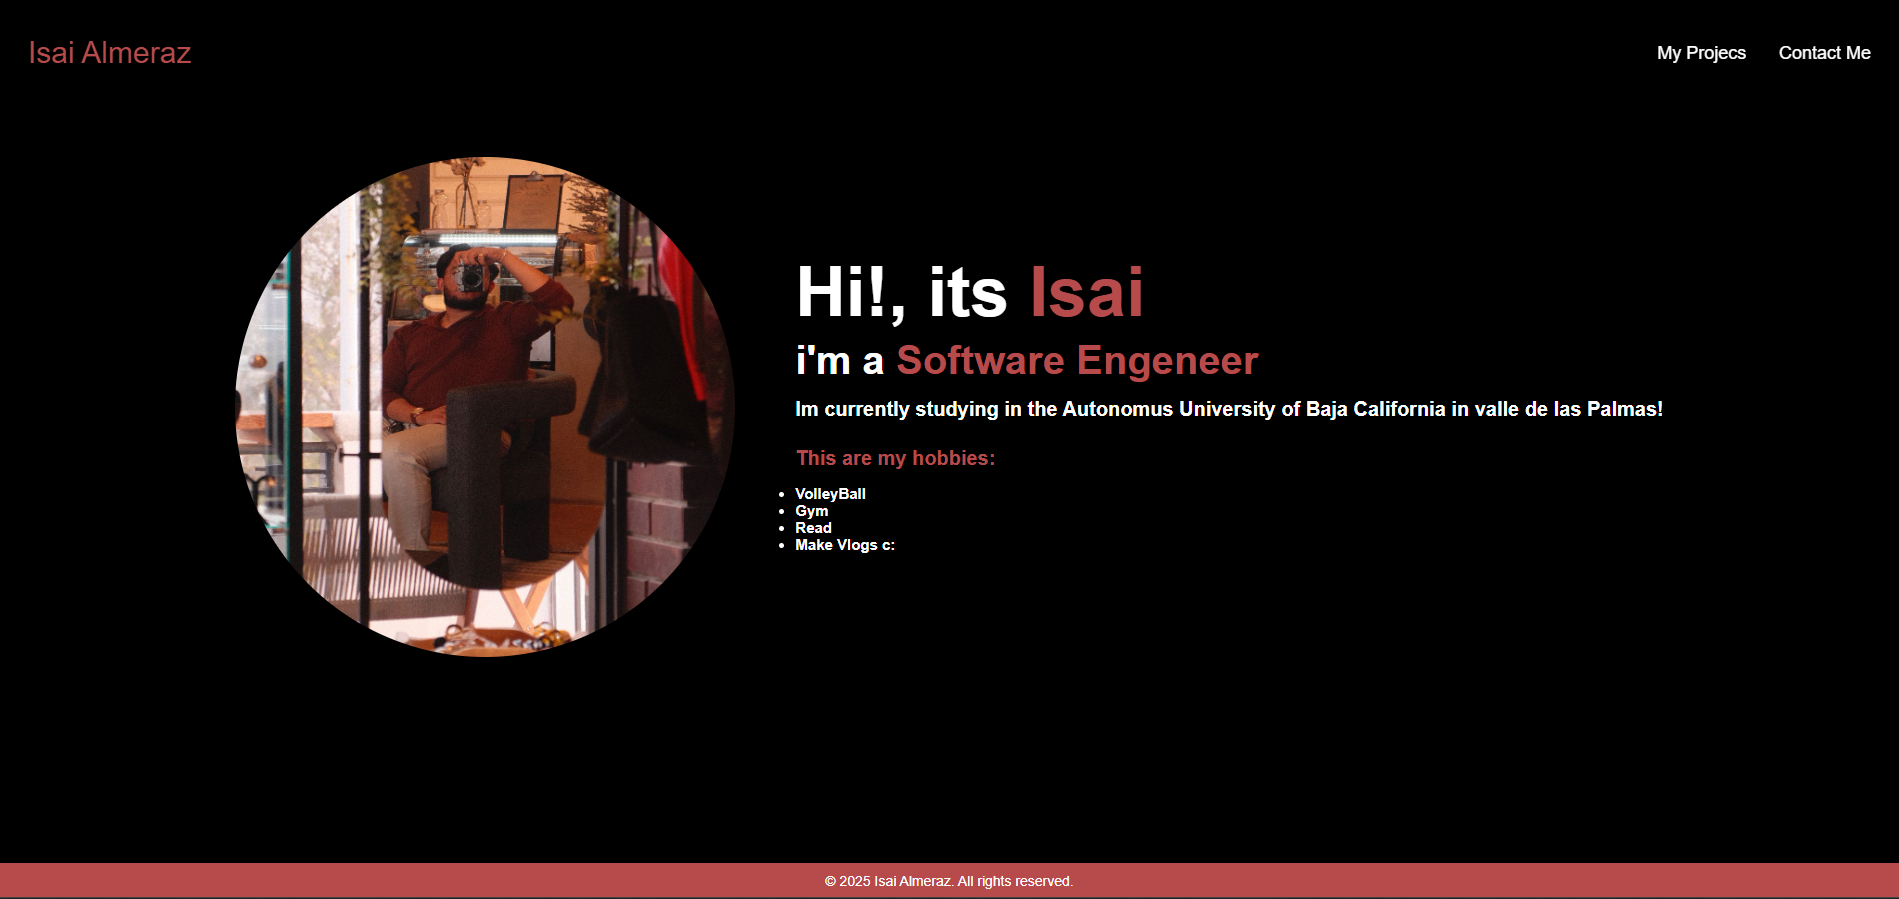 Isai Almeraz
My Projecs
Contact Me
Hi!, its Isai
i'm a Software Engeneer
Im currently studying in the Autonomus University of Baja California in valle de las Palmas!
This are my hobbies:
VolleyBall
Gym
Read
Make Vlogs c:
© 2025 Isai Almeraz. All rights reserved.